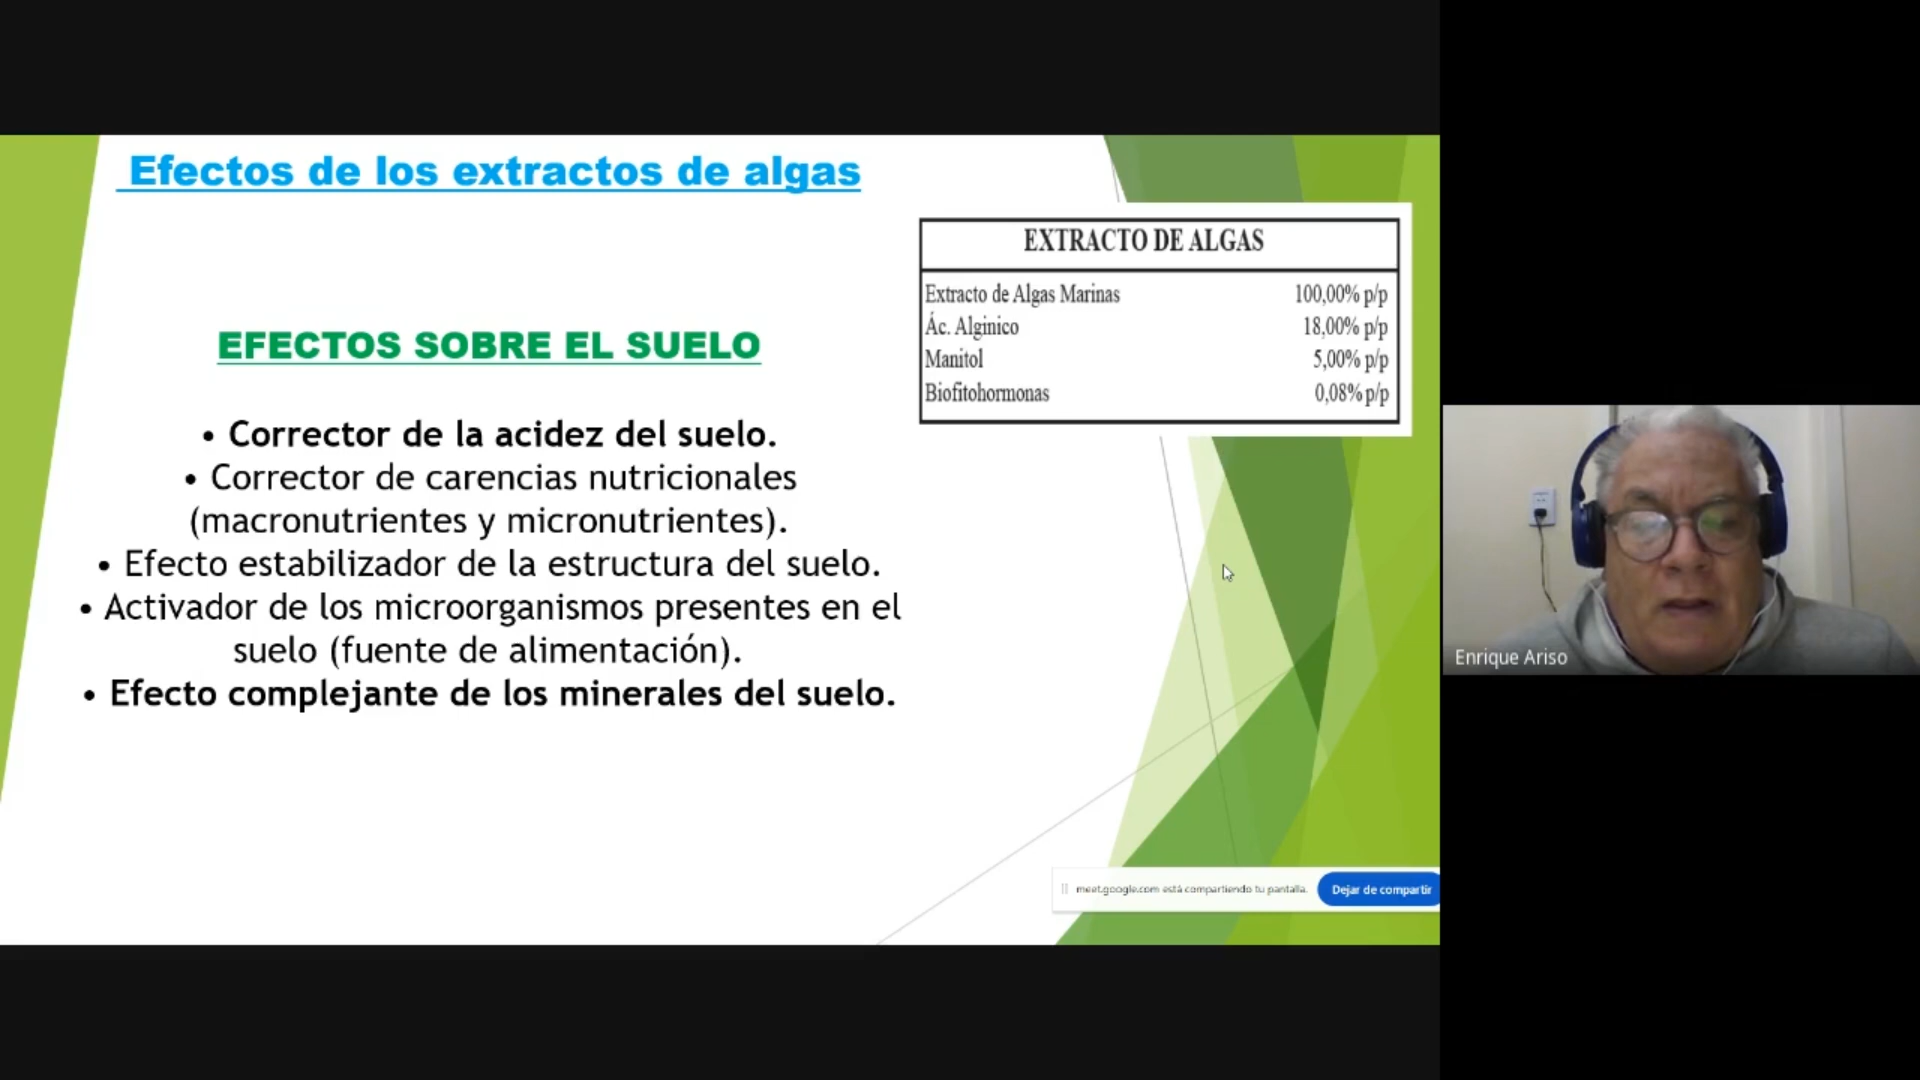 Efectos de los extractos de algas
EXTRACTO DE ALGAS
Extracto de Algas Marinas 100,00% p/p
Ác. Alginico 18,00% p/p
Manitol 5,00% p/p
Biofitohormonas 0,08% p/p
EFECTOS SOBRE EL SUELO
• Corrector de la acidez del suelo.
• Corrector de carencias nutricionales
(macronutrientes y micronutrientes).
• Efecto estabilizador de la estructura del suelo.
• Activador de los microorganismos presentes en el
suelo (fuente de alimentación).
• Efecto complejante de los minerales del suelo.
meet.google.com está compartiendo tu pantalla.
Dejar de compartir
Enrique Ariso